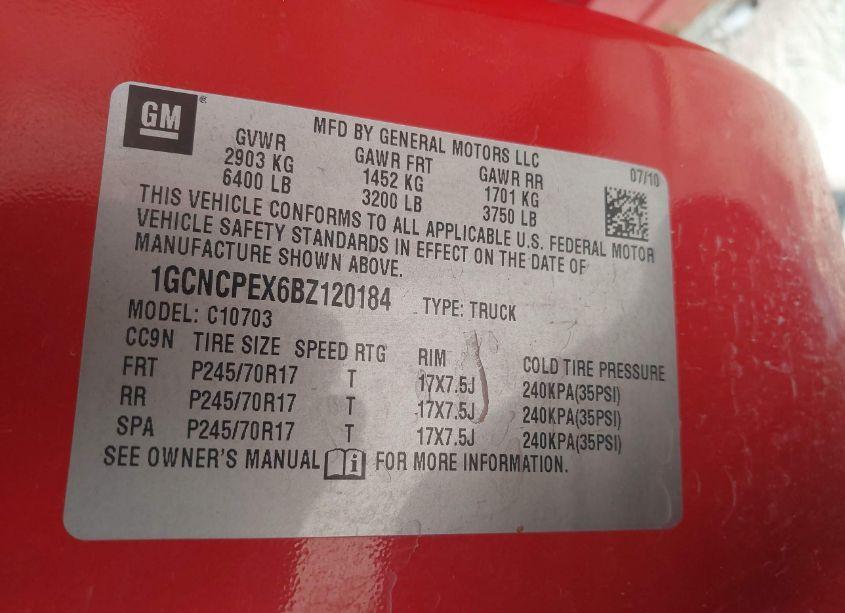 GM®
MFD BY GENERAL MOTORS LLC
07/10
GVWR GAWR FRT GAWR RR
2903 KG 1452 KG 1701 KG
6400 LB 3200 LB 3750 LB
THIS VEHICLE CONFORMS TO ALL APPLICABLE U.S. FEDERAL MOTOR
VEHICLE SAFETY STANDARDS IN EFFECT ON THE DATE OF
MANUFACTURE SHOWN ABOVE.
1GCNCPEX6BZ120184 TYPE: TRUCK
MODEL: C10703
CC9N TIRE SIZE SPEED RTG RIM COLD TIRE PRESSURE
FRT P245/70R17 T 17X7.5J 240KPA(35PSI)
RR P245/70R17 T 17X7.5J 240KPA(35PSI)
SPA P245/70R17 T 17X7.5J 240KPA(35PSI)
SEE OWNER'S MANUAL i FOR MORE INFORMATION.